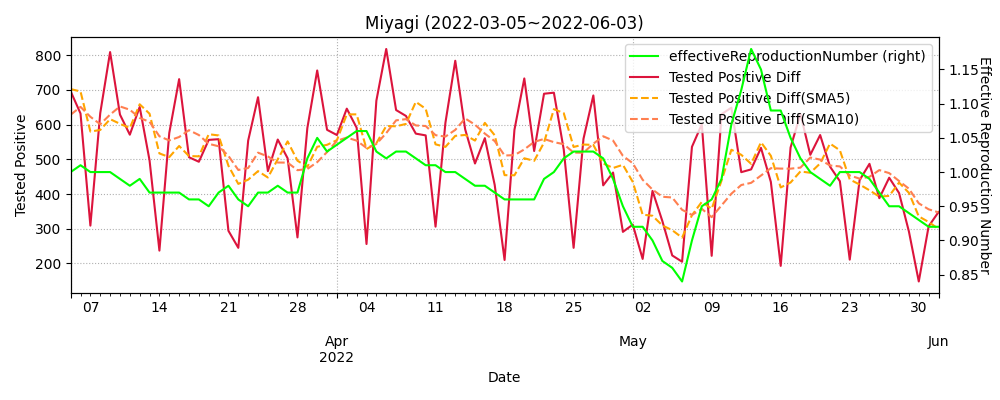 Miyagi (2022-03-05~2022-06-03)
effectiveReproductionNumber (right)
Tested Positive Diff
Tested Positive Diff(SMA5)
Tested Positive Diff(SMA10)
Tested Positive
800
700
600
500
400
300
200
1.15
1.10
1.05
1.00
0.95
0.90
0.85
Effective Reproduction Number
07 14 21 28 04 11 18 25 02 09 16 23 30
Apr May Jun
2022
Date